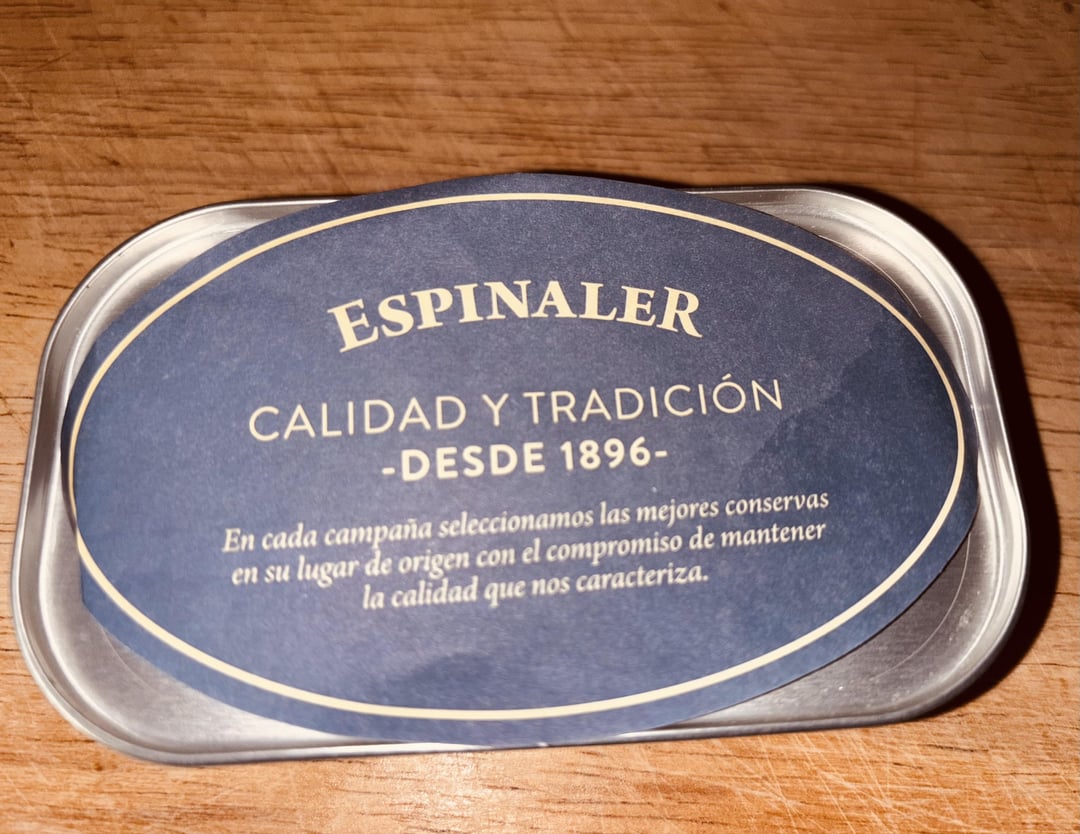 ESPINALER
CALIDAD Y TRADICIÓN
-DESDE 1896-
En cada campaña seleccionamos las mejores conservas
en su lugar de origen con el compromiso de mantener
la calidad que nos caracteriza.